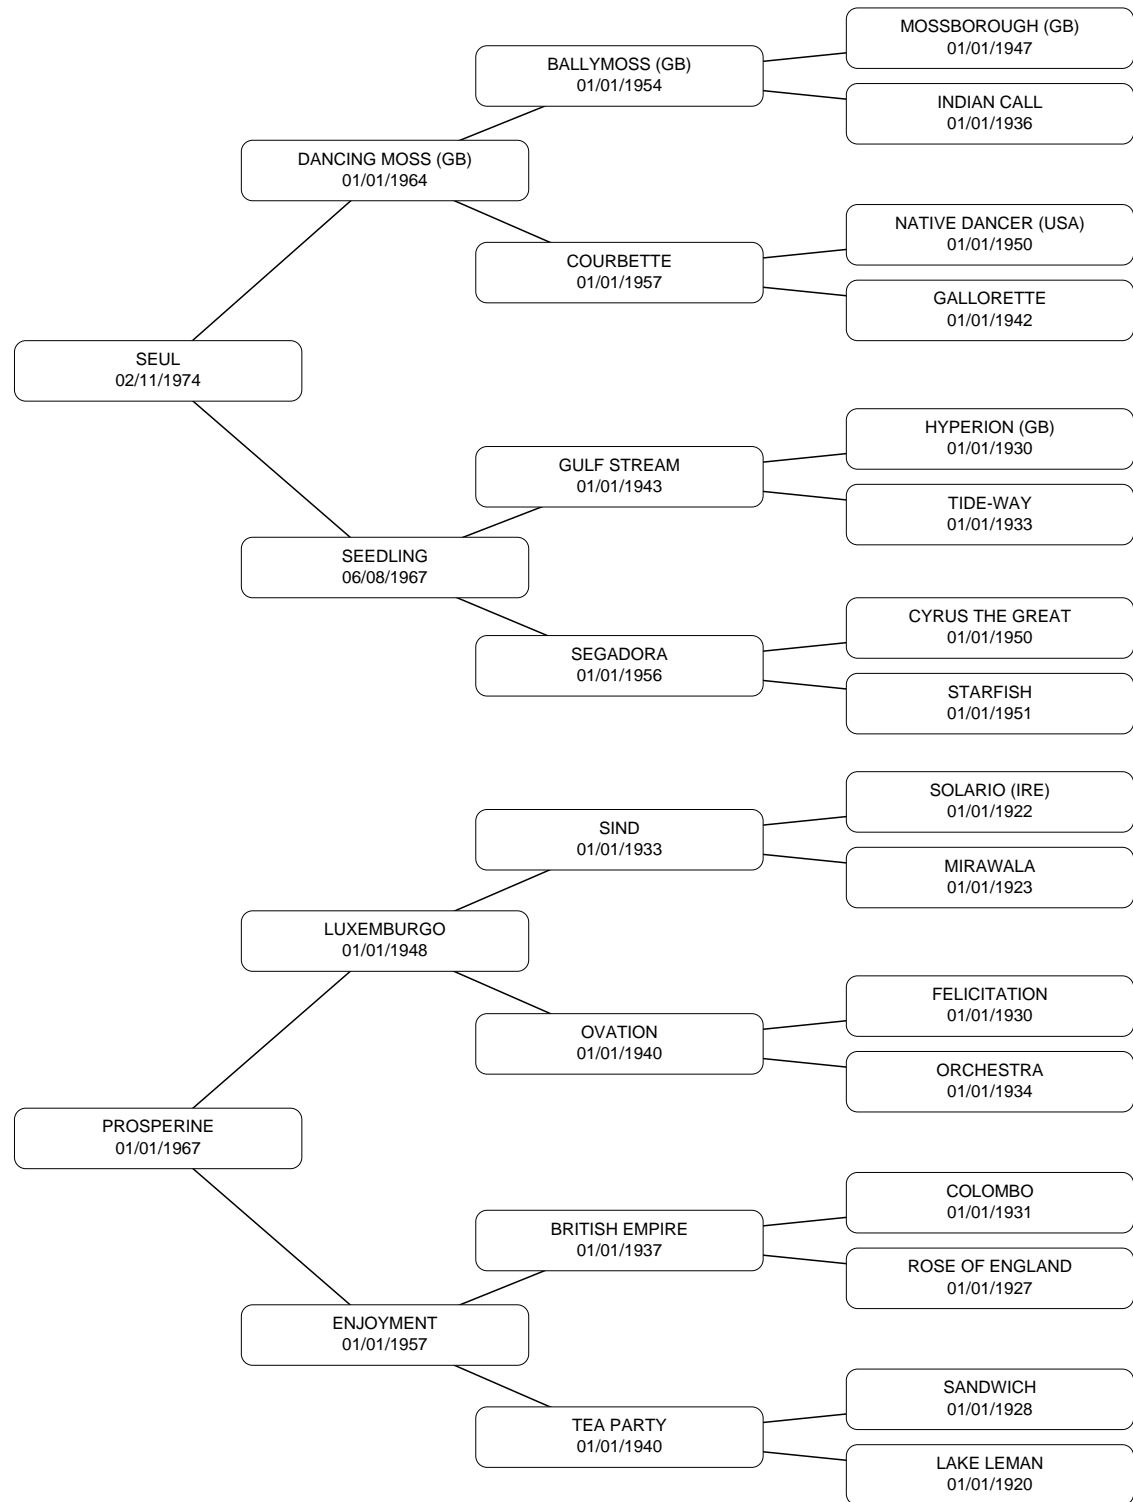 MOSSBOROUGH (GB)
01/01/1947
BALLYMOSS (GB)
01/01/1954
INDIAN CALL
01/01/1936
DANCING MOSS (GB)
01/01/1964
NATIVE DANCER (USA)
01/01/1950
COURBETTE
01/01/1957
GALLORETTE
01/01/1942
SEUL
02/11/1974
HYPERION (GB)
01/01/1930
GULF STREAM
01/01/1943
TIDE-WAY
01/01/1933
SEEDLING
06/08/1967
CYRUS THE GREAT
01/01/1950
SEGADORA
01/01/1956
STARFISH
01/01/1951
SOLARIO (IRE)
01/01/1922
SIND
01/01/1933
MIRAWALA
01/01/1923
LUXEMBURGO
01/01/1948
FELICITATION
01/01/1930
OVATION
01/01/1940
ORCHESTRA
01/01/1934
PROSPERINE
01/01/1967
COLOMBO
01/01/1931
BRITISH EMPIRE
01/01/1937
ROSE OF ENGLAND
01/01/1927
ENJOYMENT
01/01/1957
SANDWICH
01/01/1928
TEA PARTY
01/01/1940
LAKE LEMAN
01/01/1920